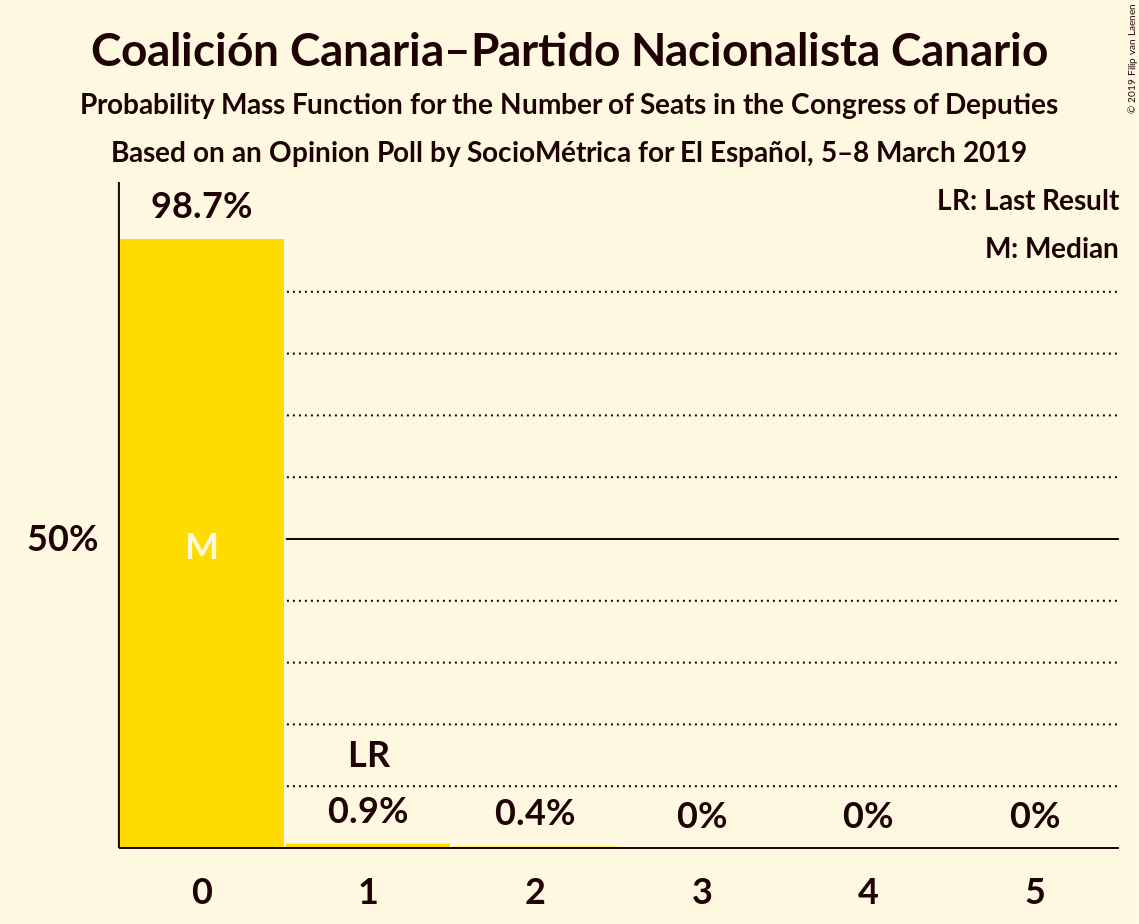 Coalición Canaria–Partido Nacionalista Canario
Probability Mass Function for the Number of Seats in the Congress of Deputies
Based on an Opinion Poll by SocioMétrica for El Español, 5–8 March 2019
© 2019 Filip van Laenen
LR: Last Result
M: Median
98.7%
50%
M
LR
0.9%
0.4%
0%
0%
0%
0 1 2 3 4 5